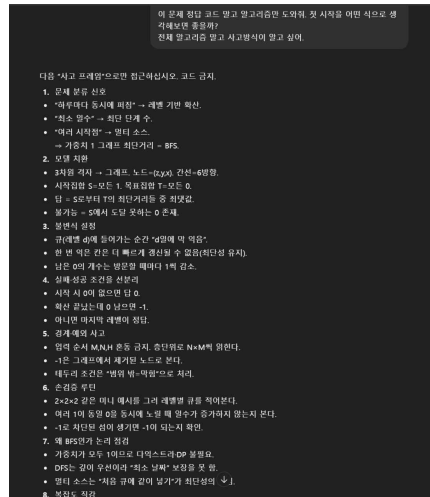 이 문제 정답 코드 말고 알고리즘만 도와줘. 첫 시작을 어떤 식으로 생
각해보면 좋을까?
전체 알고리즘 말고 사고방식이 알고 싶어.
다음 “사고 프레임”으로만 접근하십시오. 코드 금지.
1. 문제 분류 신호
• “하루마다 동시에 퍼짐” → 레벨 기반 확산.
• “최소 일수” → 최단 단계 수.
• “여러 시작점” → 멀티 소스.
⇒ 가중치 1 그래프 최단거리 = BFS.
2. 모델 치환
• 3차원 격자 → 그래프. 노드=(z,y,x). 간선=6방향.
• 시작집합 S=모든 1. 목표집합 T=모든 0.
• 답 = S로부터 T의 최단거리들 중 최댓값.
• 불가능 = S에서 도달 못하는 0 존재.
3. 불변식 설정
• 큐(레벨 d)에 들어가는 순간 “d일에 막 익음”.
• 한 번 익은 칸은 더 빠르게 갱신될 수 없음(최단성 유지).
• 남은 0의 개수는 방문할 때마다 1씩 감소.
4. 실패·성공 조건을 선분리
• 시작 시 0이 없으면 답 0.
• 확산 끝났는데 0 남으면 -1.
• 아니면 마지막 레벨이 정답.
5. 경계·예외 사고
• 입력 순서 M,N,H 혼동 금지. 층단위로 N×M씩 읽힌다.
• -1은 그래프에서 제거된 노드로 본다.
• 테두리 조건은 “범위 밖=막힘”으로 처리.
6. 손검증 루틴
• 2×2×2 같은 미니 예시를 그려 레벨별 큐를 적어본다.
• 여러 1이 동일 0을 동시에 노릴 때 일수가 증가하지 않는지 본다.
• -1로 차단된 섬이 생기면 -1이 되는지 확인.
7. 왜 BFS인가 논리 점검
• 가중치가 모두 1이므로 다익스트라·DP 불필요.
• DFS는 깊이 우선이라 “최소 날짜” 보장을 못 함.
• 멀티 소스는 “처음 큐에 같이 넣기”가 최단성의
8. 복잡도 직감